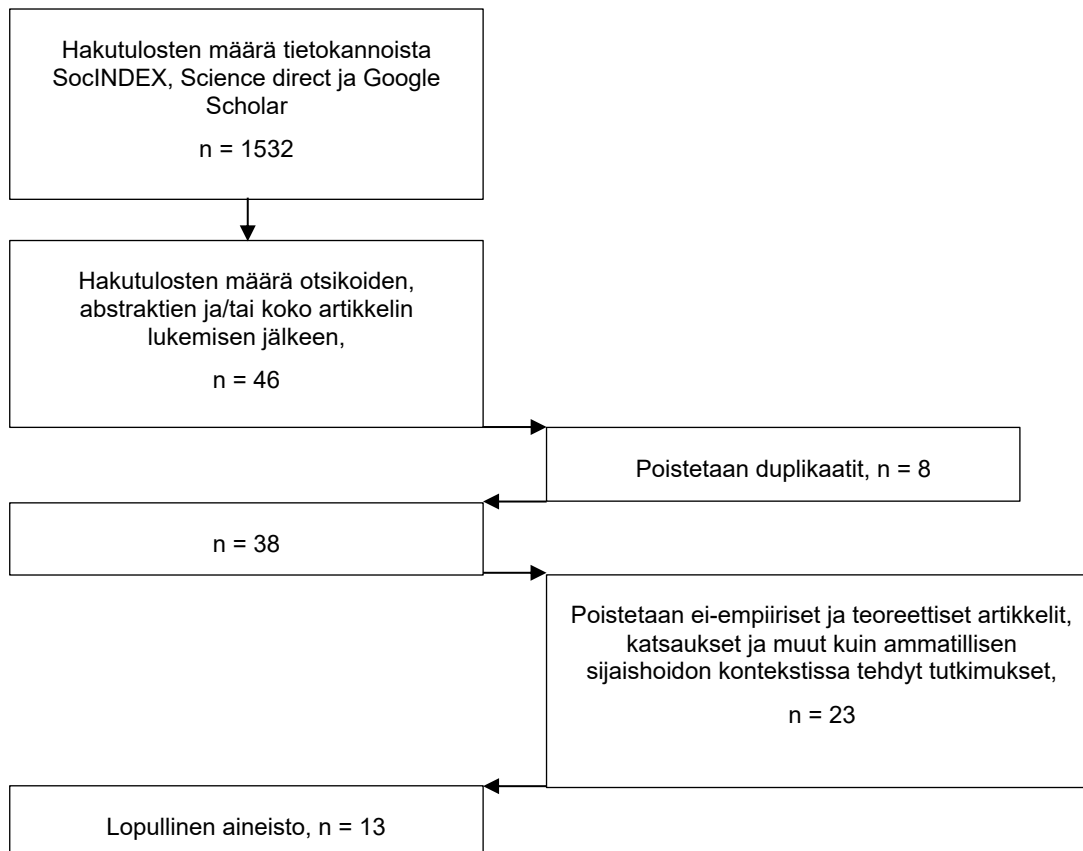 Hakutulosten määrä tietokannoista
SocINDEX, Science direct ja Google
Scholar
n = 1532
Hakutulosten määrä otsikoiden,
abstraktien ja/tai koko artikkelin
lukemisen jälkeen,
n = 46
Poistetaan duplikaatit, n = 8
n = 38
Poistetaan ei-empiiriset ja teoreettiset artikkelit,
katsaukset ja muut kuin ammatillisen
sijaishoidon kontekstissa tehdyt tutkimukset,
n = 23
Lopullinen aineisto, n = 13